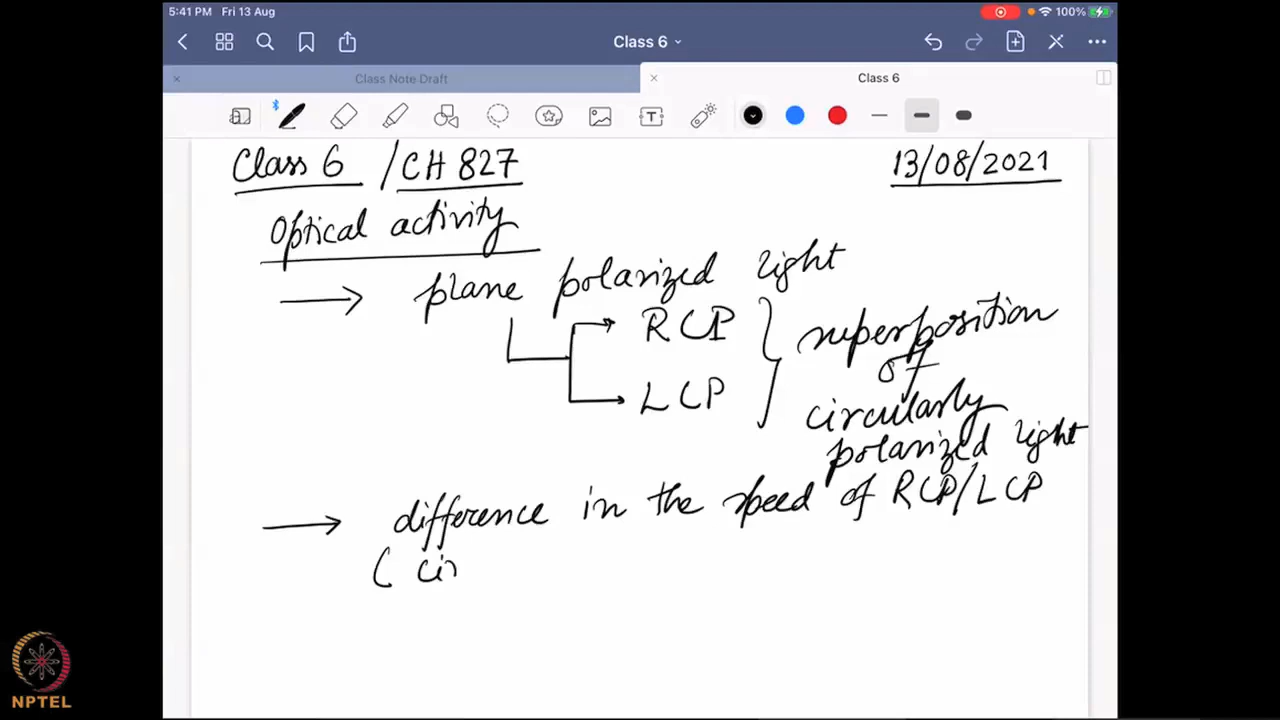 5:41 PM Fri 13 Aug 100%
Class 6
Class Note Draft Class 6
T
Class 6 / CH 827 13/08/2021
Optical activity
plane polarized light
RCP
superposition
of
LCP
circularly
polarized light
difference in the speed of RCP/LCP
( cir
NPTEL